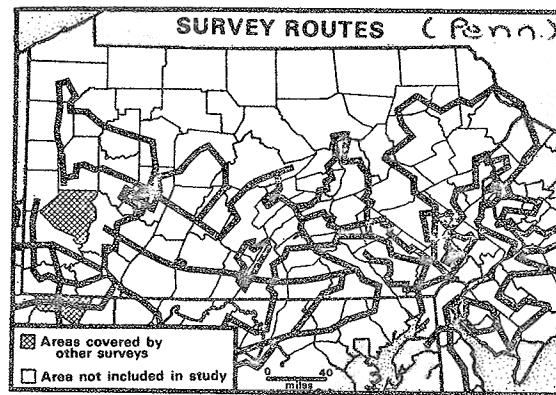 SURVEY ROUTES (Penn.)
Areas covered by
other surveys
Area not included in study
0 40
miles